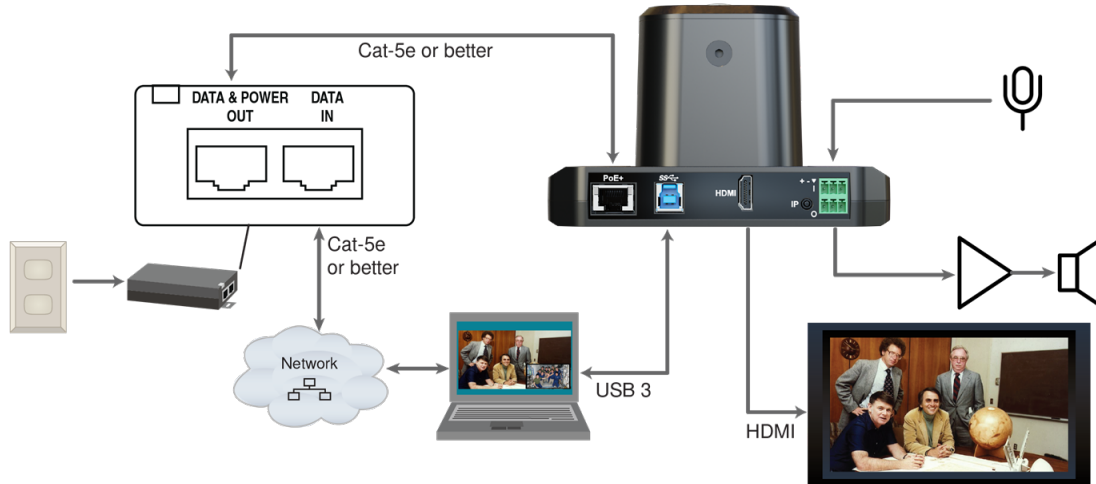 Cat-5e or better
DATA & POWER
OUT
DATA
IN
PoE+
SS
HDMI
+ - ▼
I
IP
O
Cat-5e
or better
Network
USB 3
HDMI